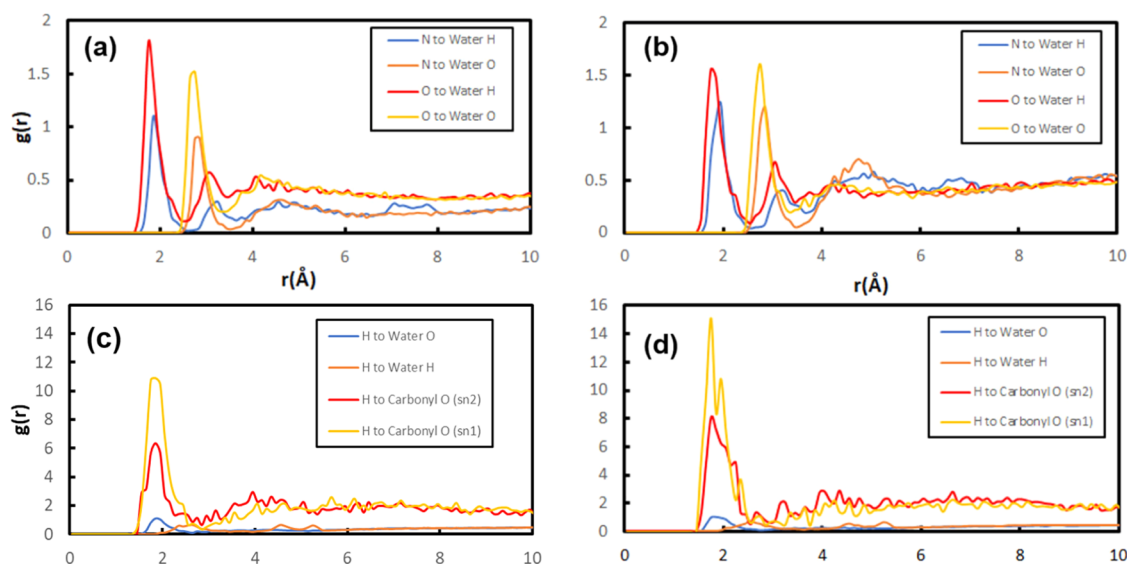 (a)
2
1.5
1
0.5
0
g(r)
N to Water H
N to Water O
O to Water H
O to Water O
0 2 4 6 8 10
r(Å)
(b)
2
1.5
1
0.5
0
N to Water H
N to Water O
O to Water H
O to Water O
0 2 4 6 8 10
r(Å)
(c)
16
14
12
10
8
6
4
2
0
g(r)
H to Water O
H to Water H
H to Carbonyl O (sn2)
H to Carbonyl O (sn1)
0 2 4 6 8 10
(d)
16
14
12
10
8
6
4
2
0
H to Water O
H to Water H
H to Carbonyl O (sn2)
H to Carbonyl O (sn1)
0 2 4 6 8 10